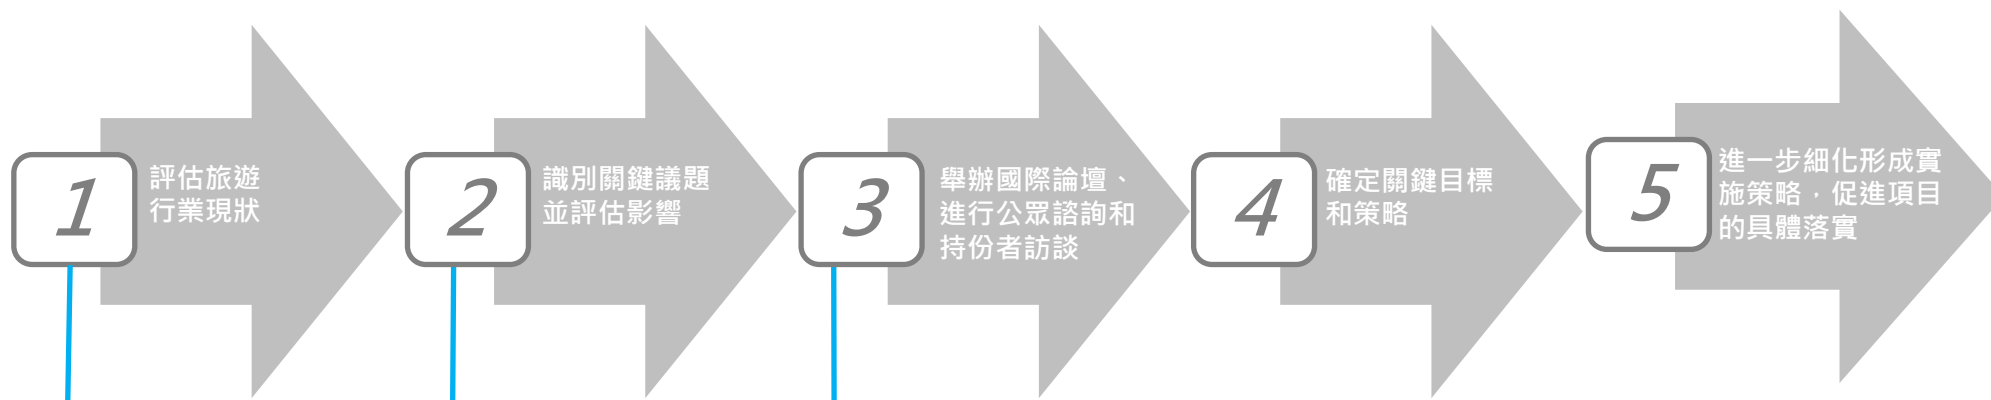 1
評估旅遊
行業現狀
2
識別關鍵議題
並評估影響
3
舉辦國際論壇、
進行公眾諮詢和
持份者訪談
4
確定關鍵目標
和策略
5
進一步細化形成實
施策略，促進項目
的具體落實